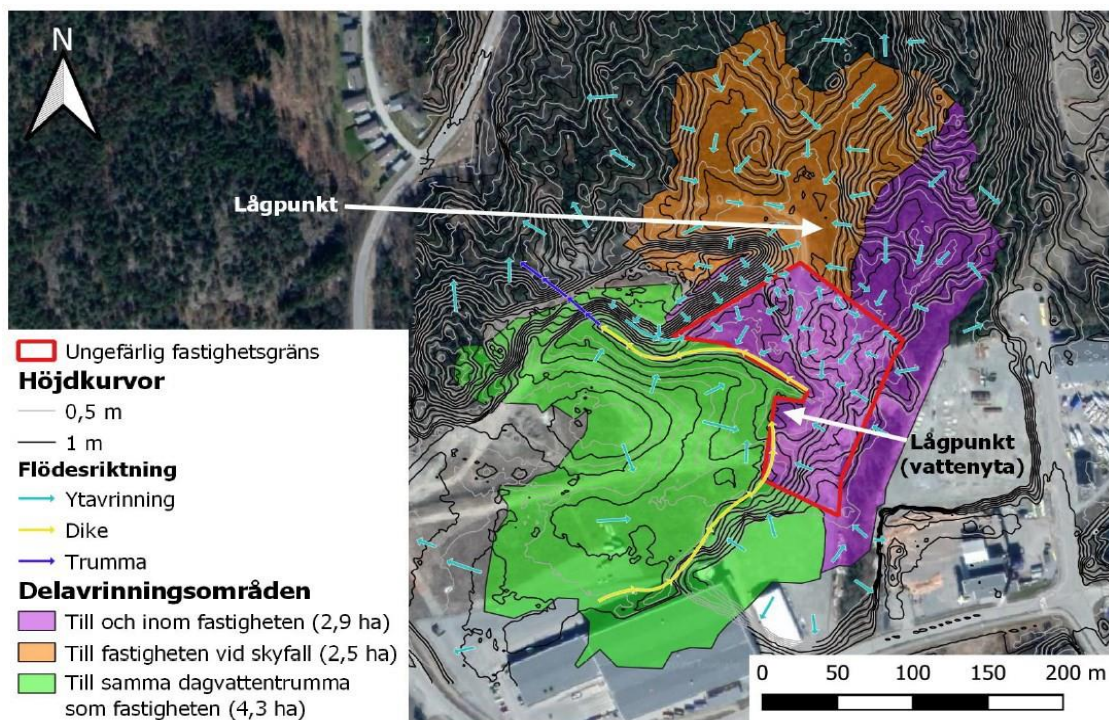 N
Lågpunkt
Lågpunkt
(vattenyta)
Ungefärlig fastighetsgräns
Höjdkurvor
0,5 m
1 m
Flödesriktning
Ytavrinning
Dike
Trumma
Delavrinningsområden
Till och inom fastigheten (2,9 ha)
Till fastigheten vid skyfall (2,5 ha)
Till samma dagvattentrumma
som fastigheten (4,3 ha)
0 50 100 150 200 m